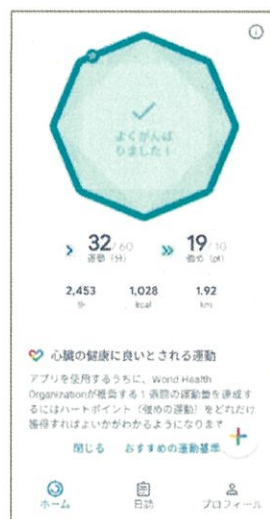 よくがんば
りました!
32/60
運動(分)
19/10
強め(pt)
2,453
歩
1,028
kcal
1.92
km
心臓の健康に良いとされる運動
アプリを使用するうちに、World Health
Organizationが推奨する1週間の運動量を達成す
るにはハートポイント(強めの運動)をどれだけ
獲得すればよいかがわかるようになります
閉じる
おすすめの運動基準
ホーム
日誌
プロフィール